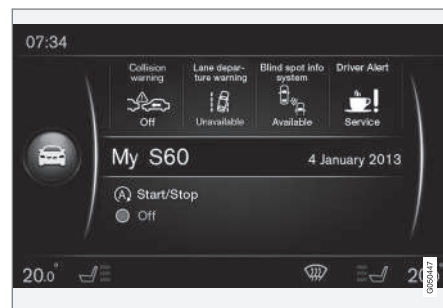 07:34
Collision warning
Off
Lane depar-
ture warning
Unavailable
Blind spot info
system
Available
Driver Alert
Service
My S60
4 January 2013
Start/Stop
Off
20.0°
G050447